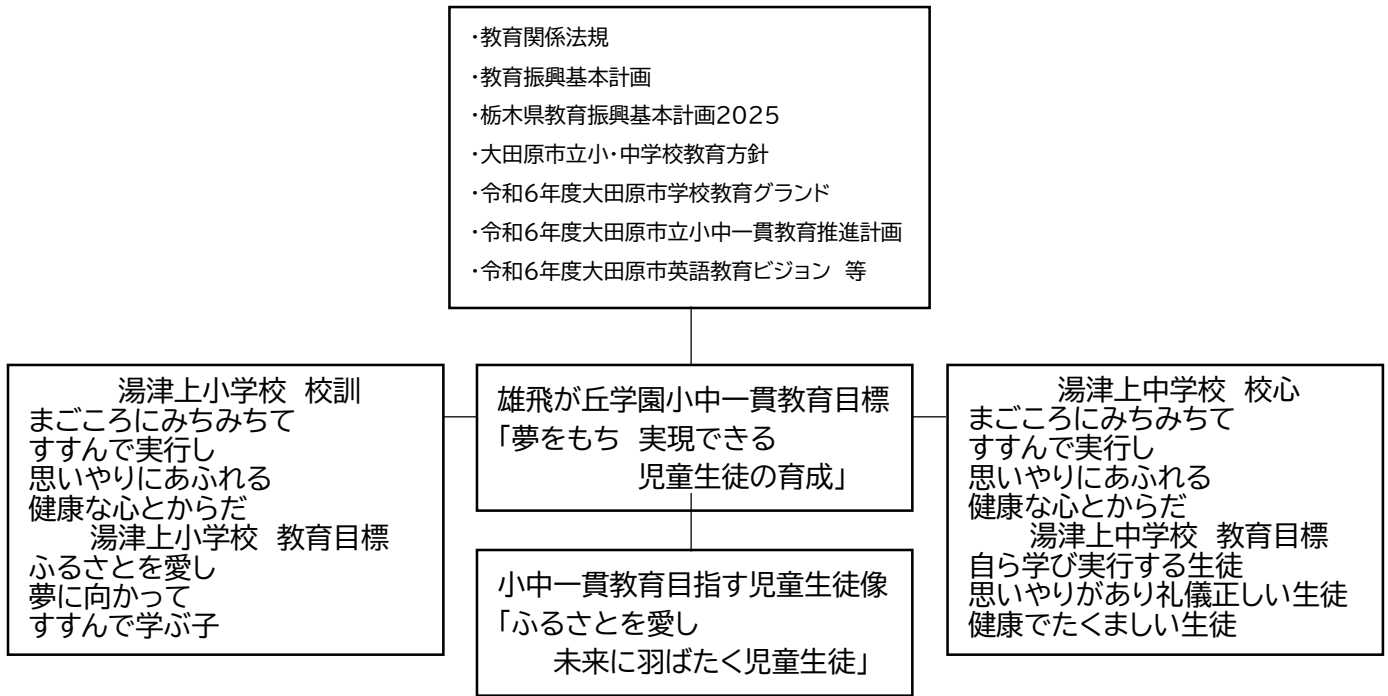 ・教育関係法規
・教育振興基本計画
・栃木県教育振興基本計画2025
・大田原市立小・中学校教育方針
・令和6年度大田原市学校教育グランド
・令和6年度大田原市立小中一貫教育推進計画
・令和6年度大田原市英語教育ビジョン 等
湯津上小学校 校訓
まごころにみちみちて
すすんで実行し
思いやりにあふれる
健康な心とからだ
湯津上小学校 教育目標
ふるさとを愛し
夢に向かって
すすんで学ぶ子
雄飛が丘学園小中一貫教育目標
「夢をもち 実現できる
児童生徒の育成」
小中一貫教育目指す児童生徒像
「ふるさとを愛し
未来に羽ばたく児童生徒」
湯津上中学校 校心
まごころにみちみちて
すすんで実行し
思いやりにあふれる
健康な心とからだ
湯津上中学校 教育目標
自ら学び実行する生徒
思いやりがあり礼儀正しい生徒
健康でたくましい生徒